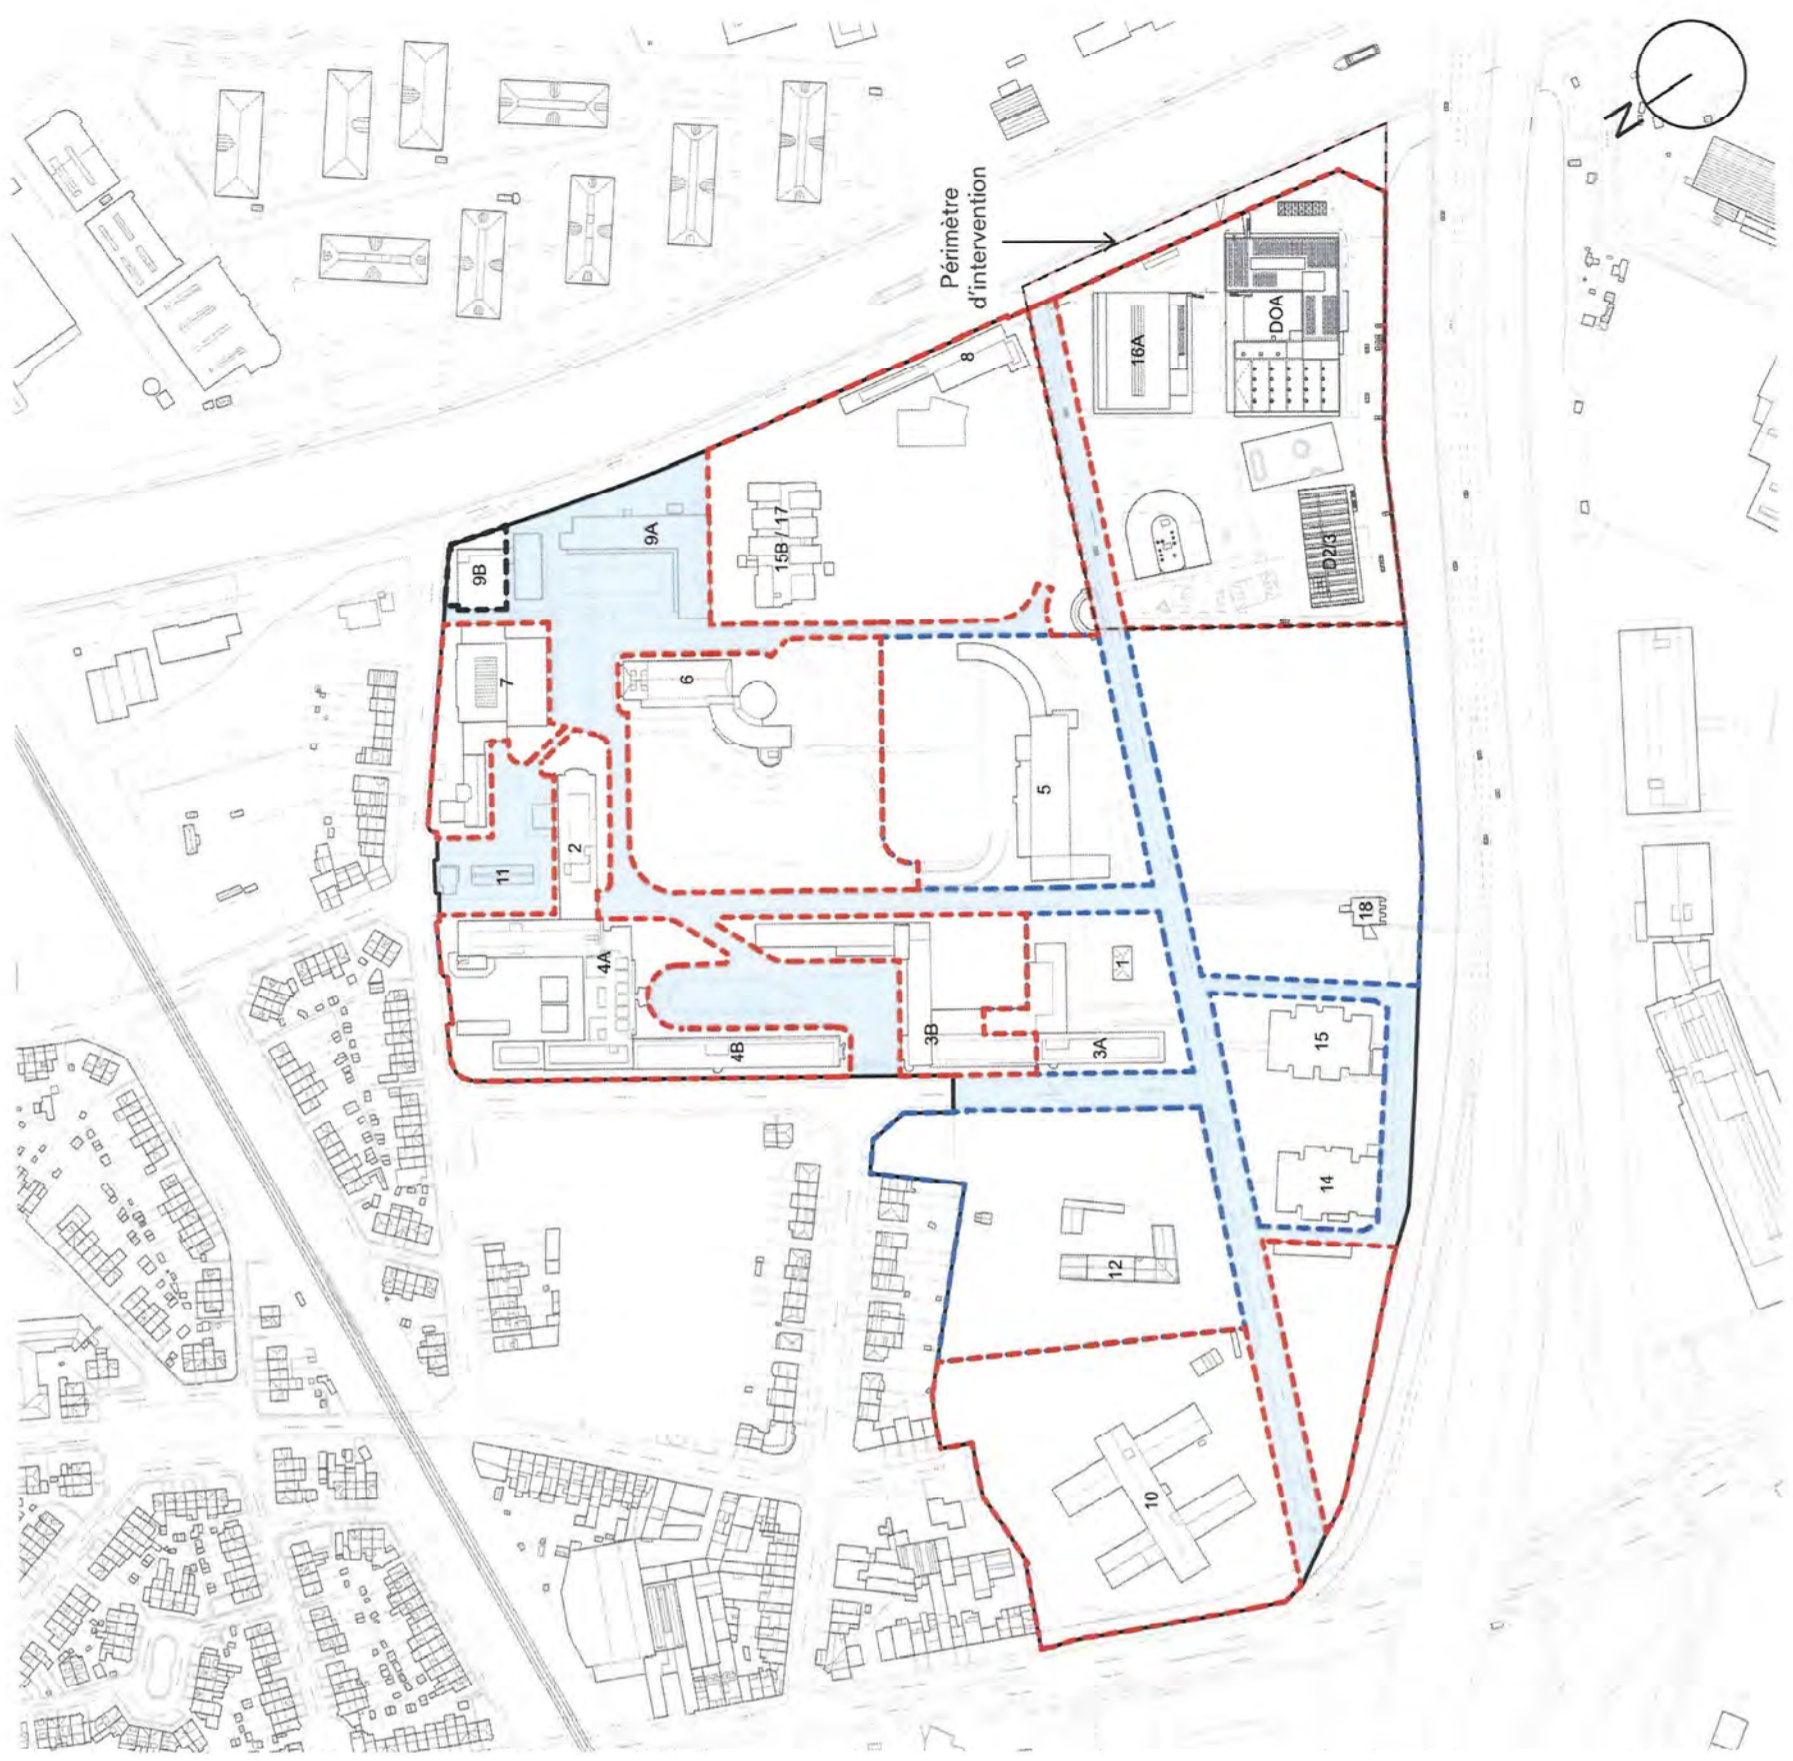 N
Périmètre
d'intervention
8
16A
DOA
9A
15B / 17
9B
D2/3
7
6
5
2
11
18
4A
1
3B
4B
3A
15
14
12
10